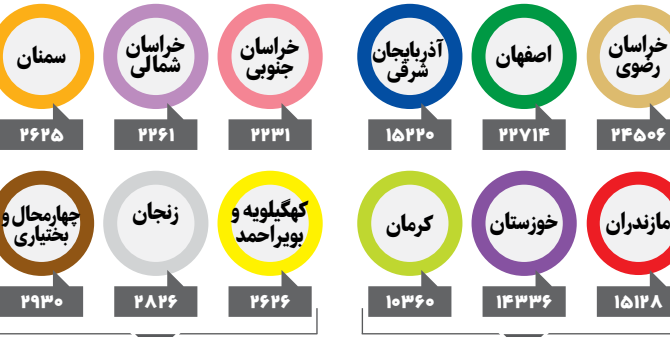 خراسان
رضوی
۲۴۵۰۶
اصفهان
۲۲۷۱۴
آذربایجان
شرقی
۱۵۲۲۰
خراسان
جنوبی
۲۲۳۱
خراسان
شمالی
۲۲۶۱
سمنان
۲۶۲۵
مازندران
۱۵۱۲۸
خوزستان
۱۴۳۳۶
کرمان
۱۰۳۶۰
کهگیلویه و
بویراحمد
۲۶۲۶
زنجان
۲۸۲۶
چهارمحال و
بختیاری
۲۹۳۰